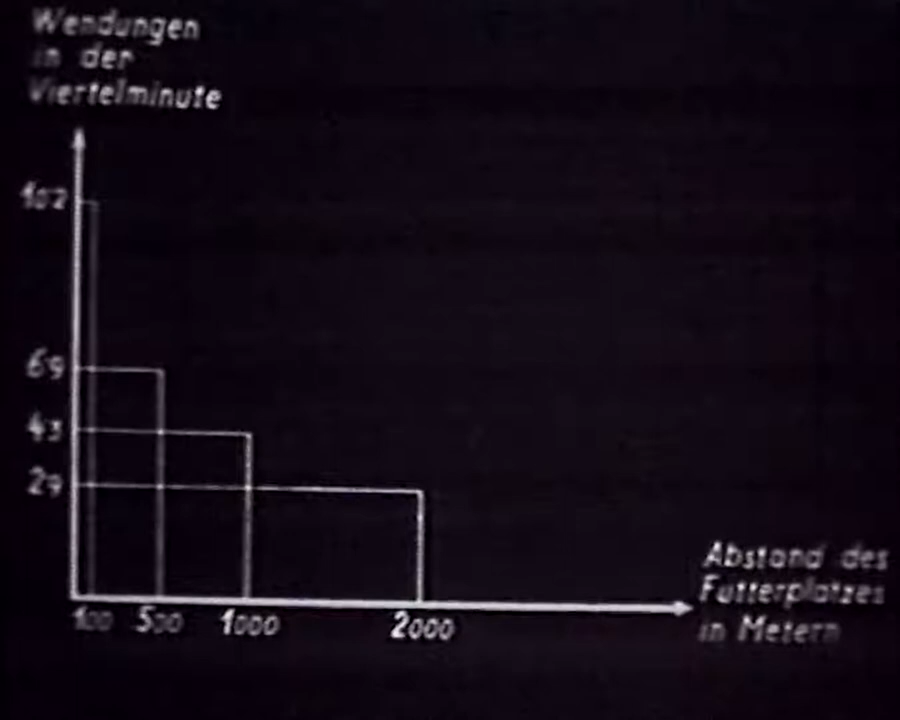 Wendungen
in der
Viertelminute
102
69
43
29
100 500 1000 2000
Abstand des
Futterplatzes
in Metern